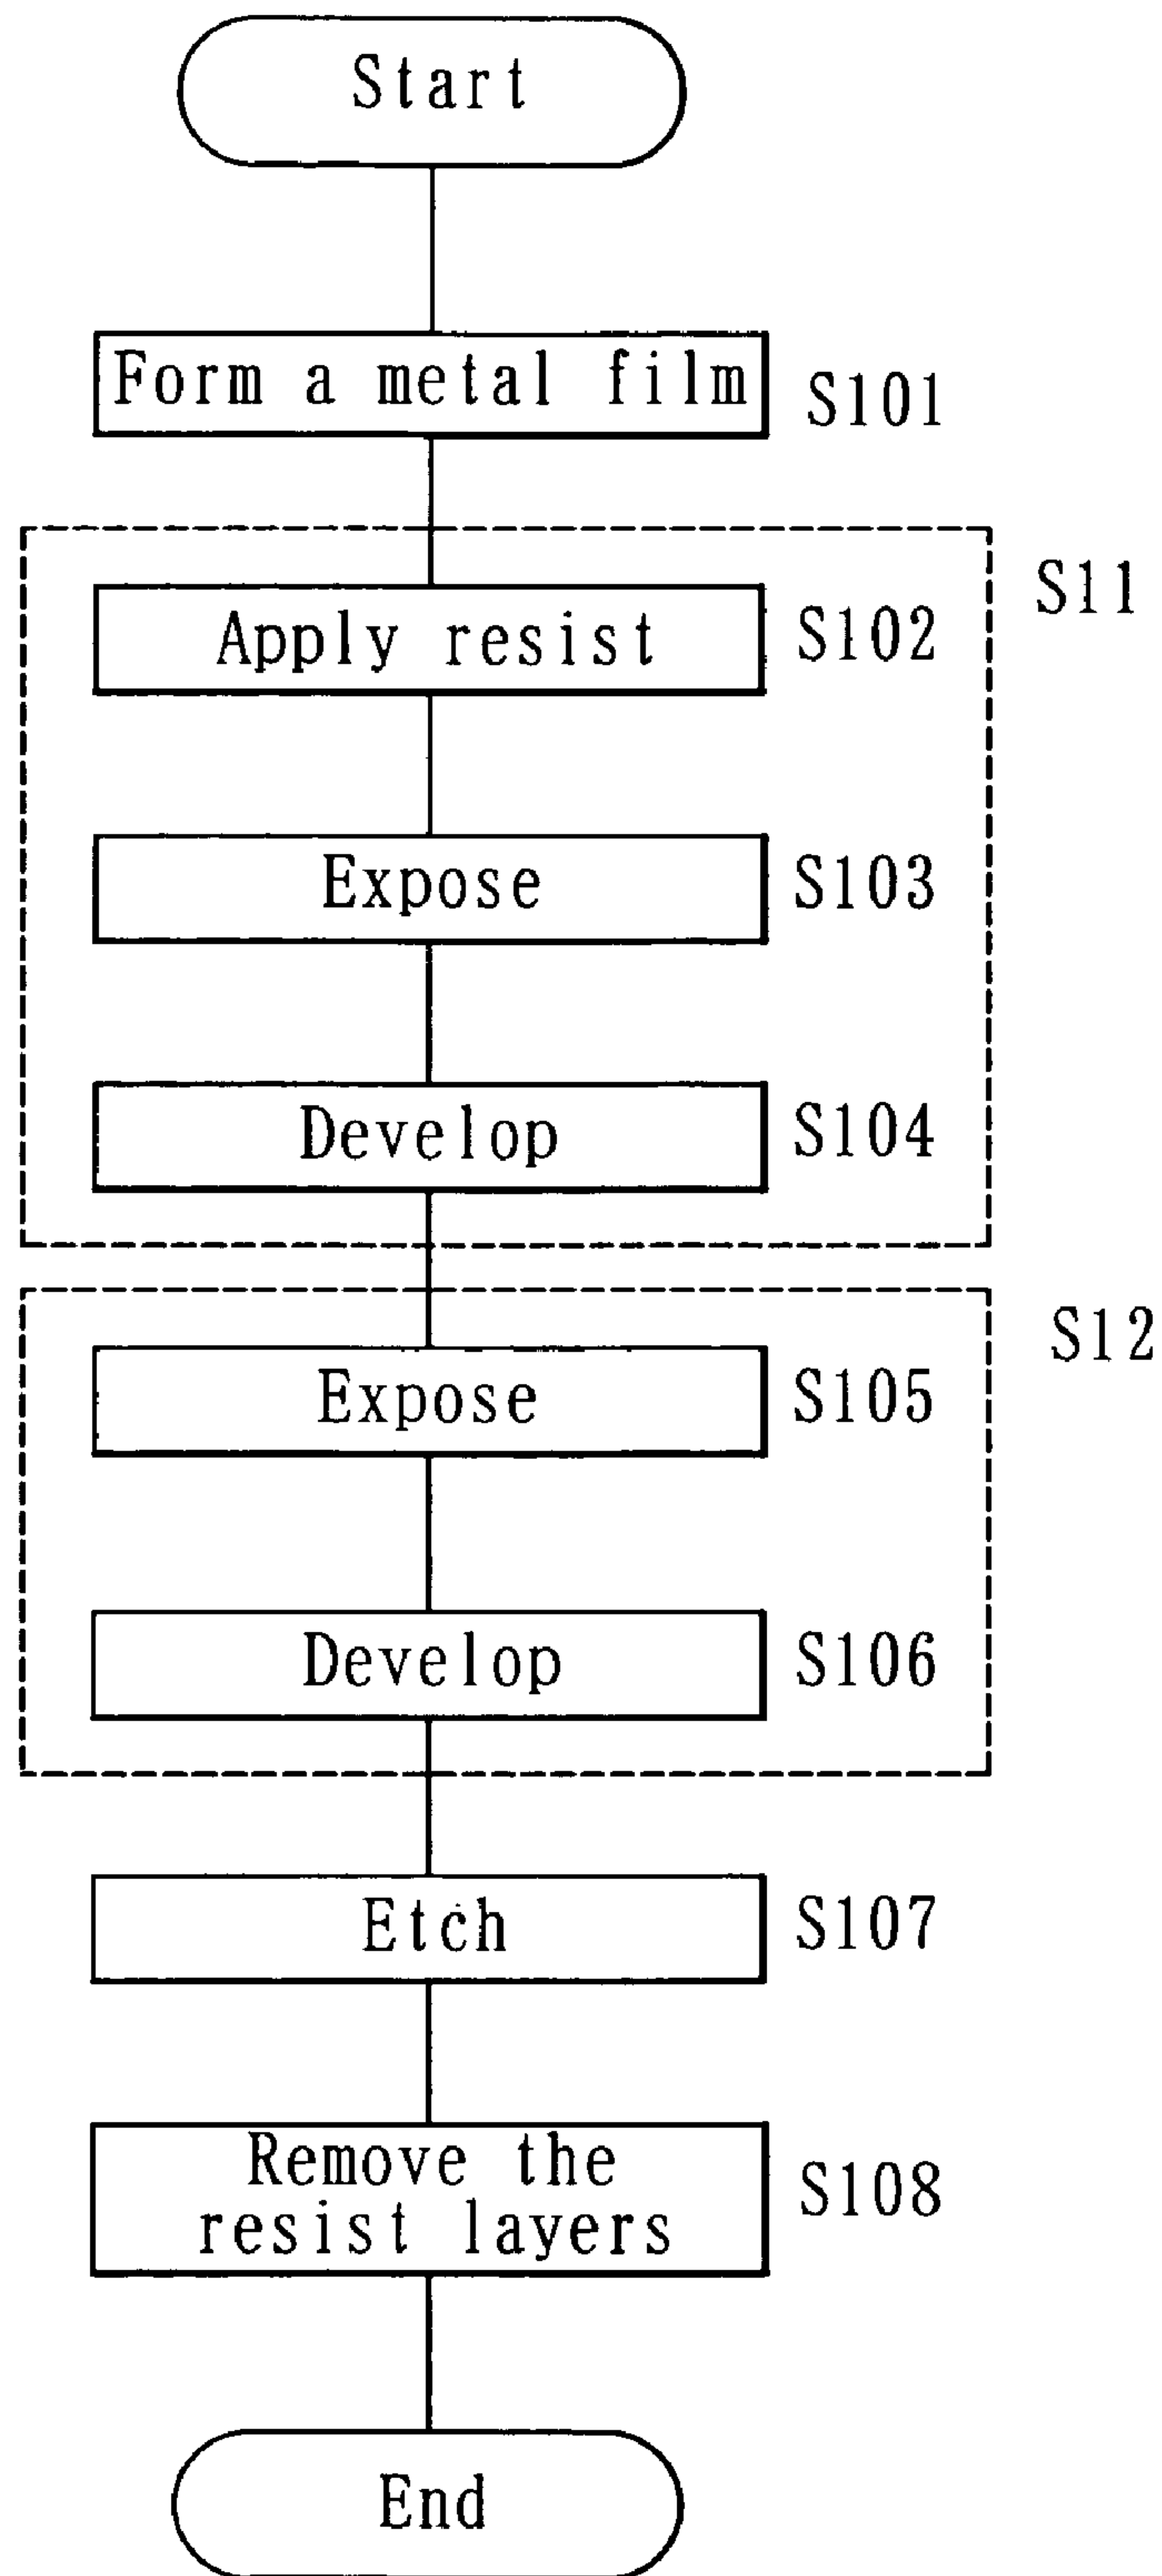 Start
Form a metal film
S101
S11
Apply resist
S102
Expose
S103
Develop
S104
S12
Expose
S105
Develop
S106
Etch
S107
Remove the
resist layers
S108
End